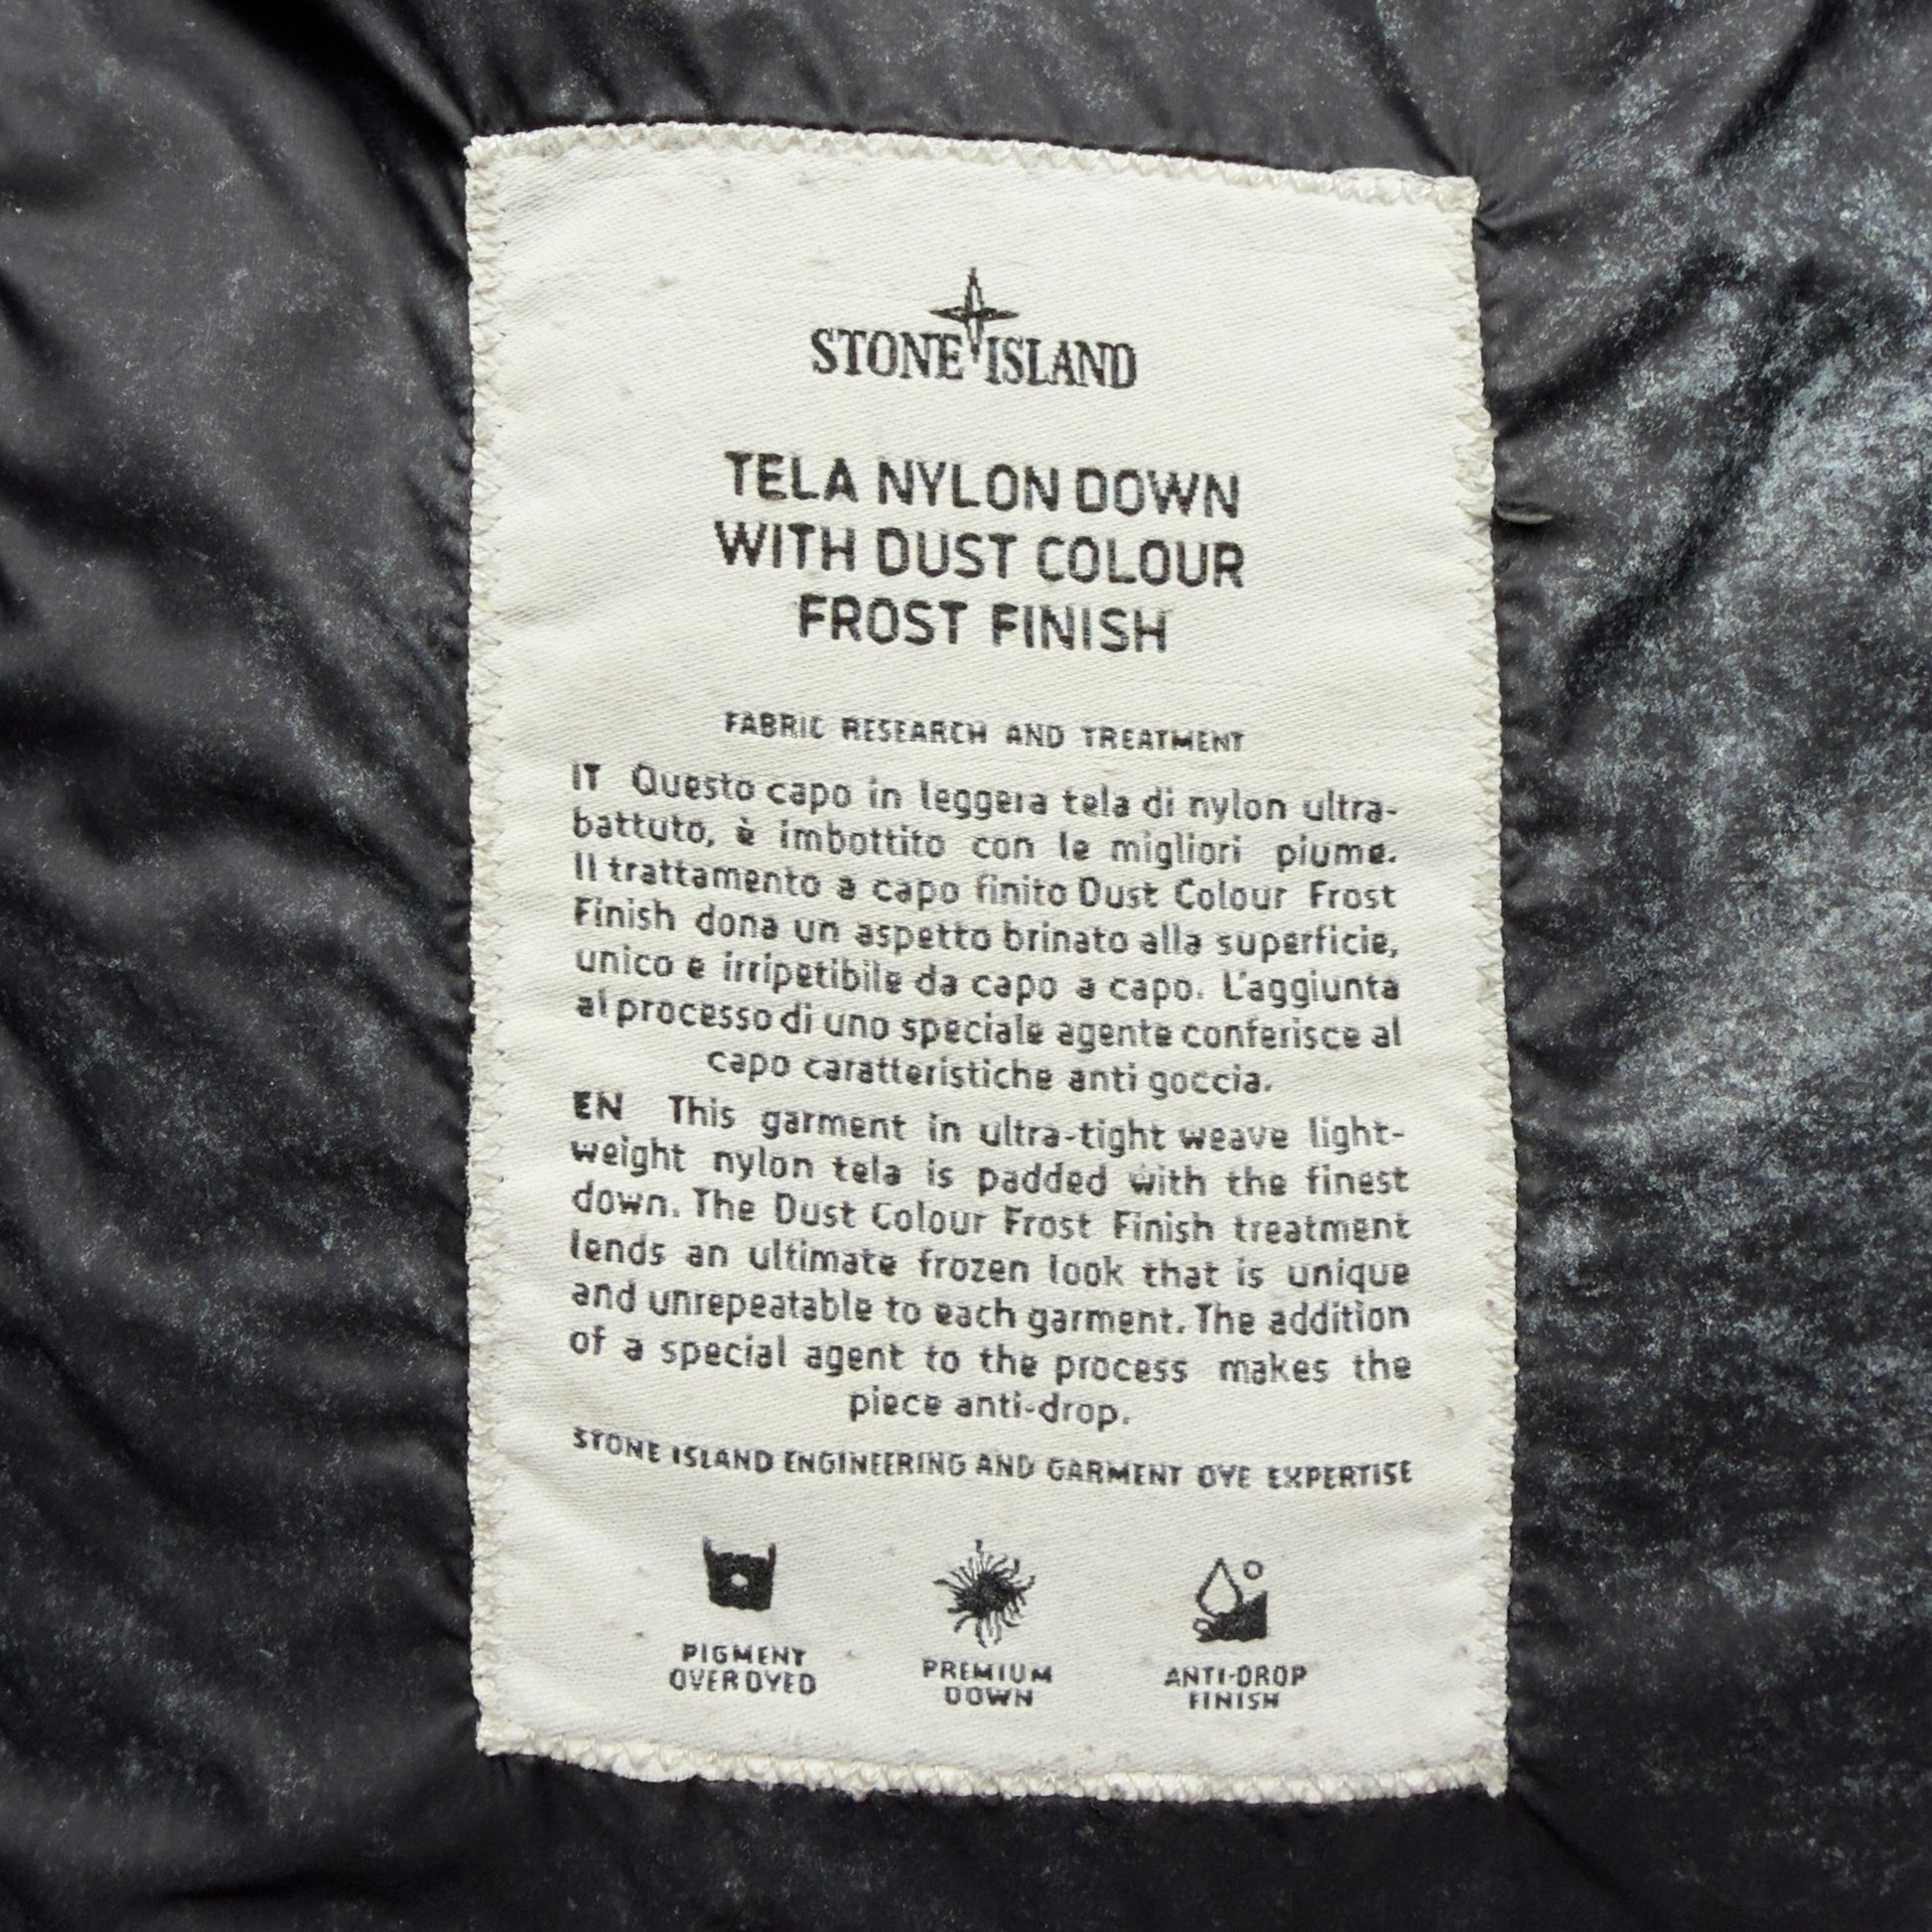 STONE ISLAND
TELA NYLON DOWN
WITH DUST COLOUR
FROST FINISH
FABRIC RESEARCH AND TREATMENT
IT Questo capo in leggera tela di nylon ultra-
battuto, è imbottito con le migliori piume.
Il trattamento a capo finito Dust Colour Frost
Finish dona un aspetto brinato alla superficie,
unico e irripetibile da capo a capo. L'aggiunta
al processo di uno speciale agente conferisce al
capo caratteristiche anti goccia.
EN This garment in ultra-tight weave light-
weight nylon tela is padded with the finest
down. The Dust Colour Frost Finish treatment
lends an ultimate frozen look that is unique
and unrepeatable to each garment. The addition
of a special agent to the process makes the
piece anti-drop.
STONE ISLAND ENGINEERING AND GARMENT DYE EXPERTISE
PIGMENT
OVERDYED
PREMIUM
DOWN
ANTI-DROP
FINISH